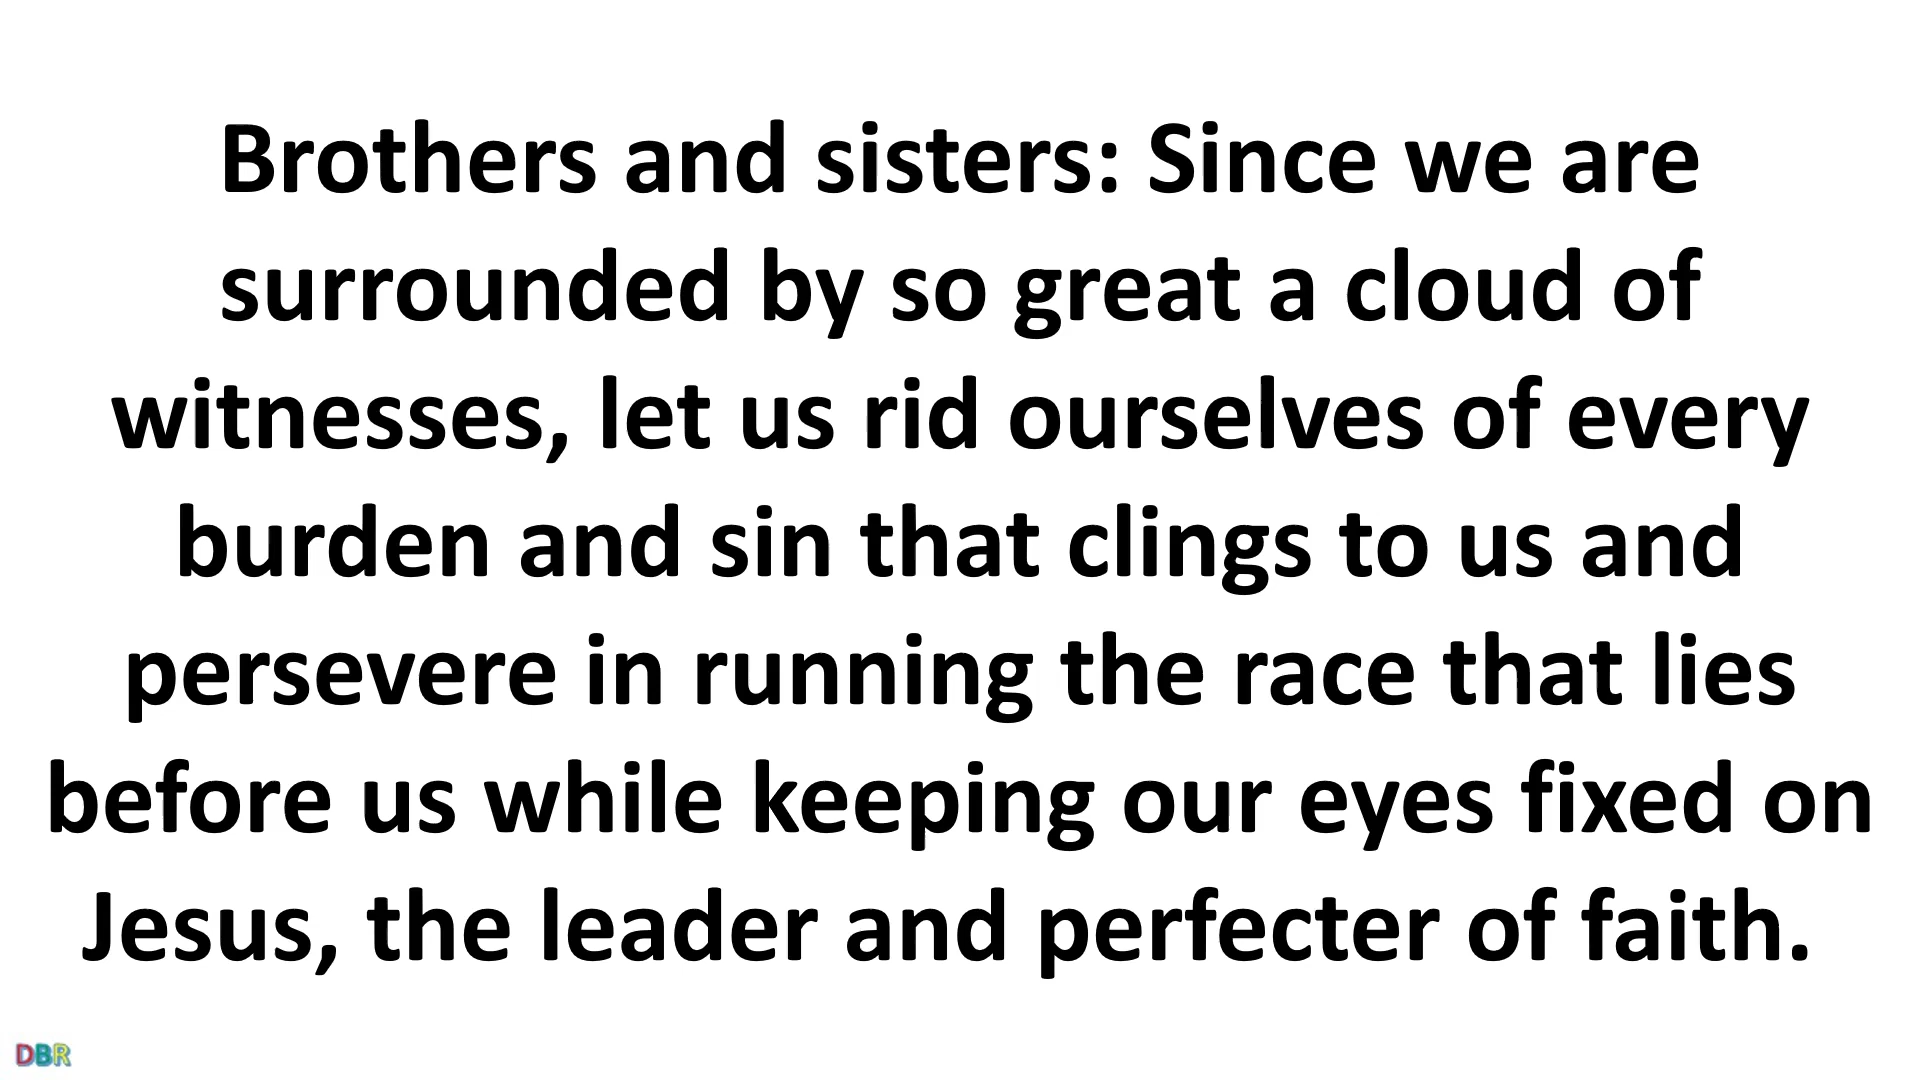 Brothers and sisters: Since we are
surrounded by so great a cloud of
witnesses, let us rid ourselves of every
burden and sin that clings to us and
persevere in running the race that lies
before us while keeping our eyes fixed on
Jesus, the leader and perfecter of faith.
DBR